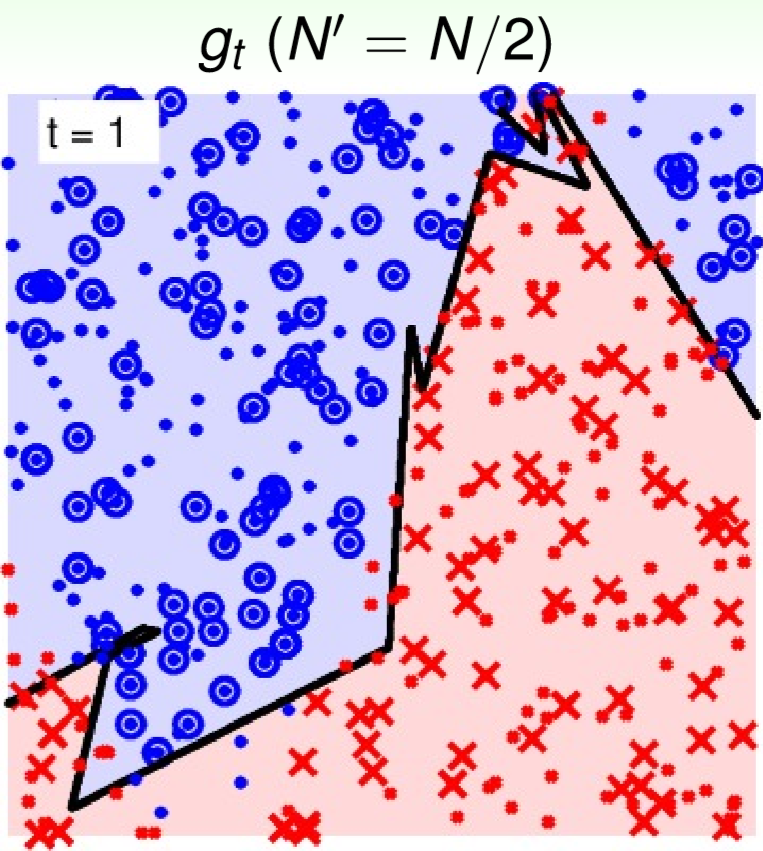 g_t (N′ = N/2)
t = 1